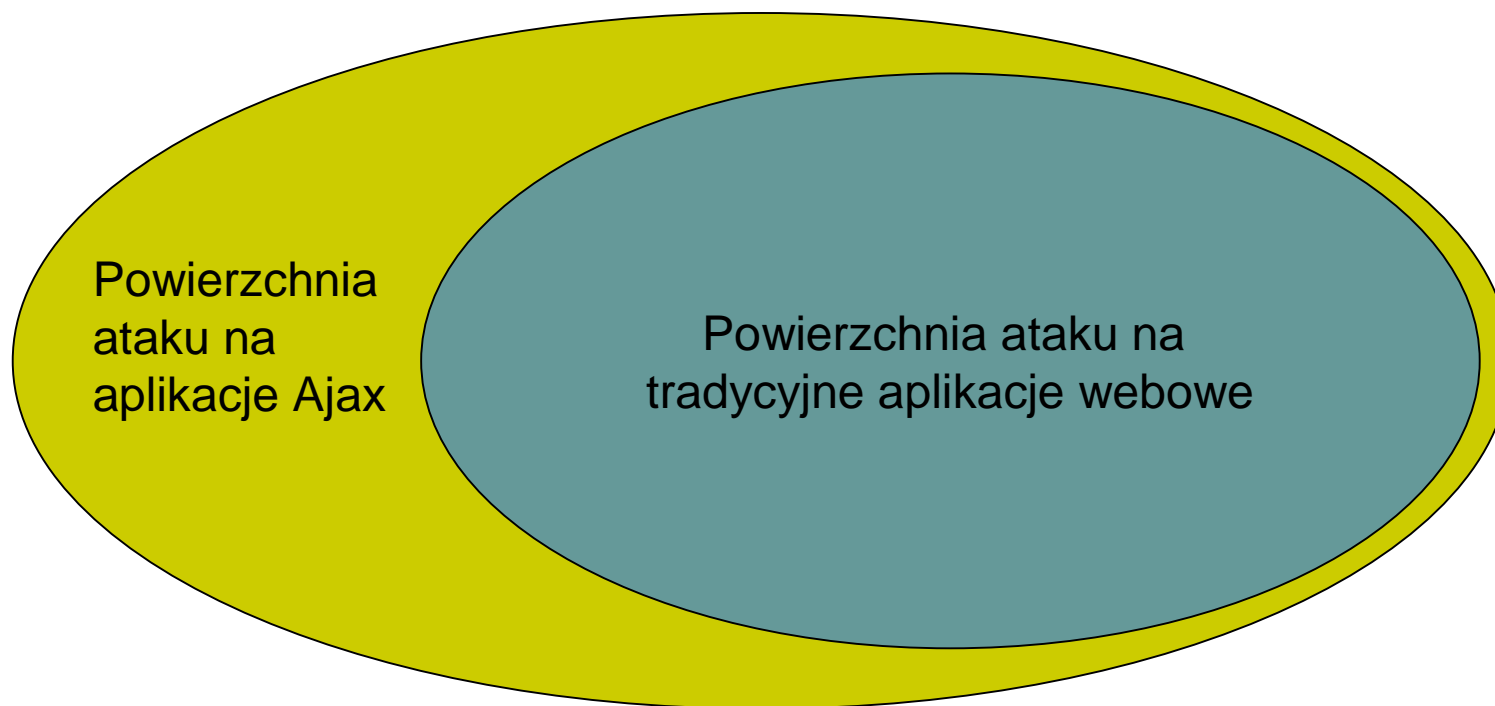 Powierzchnia
ataku na
aplikacje Ajax
Powierzchnia ataku na
tradycyjne aplikacje webowe